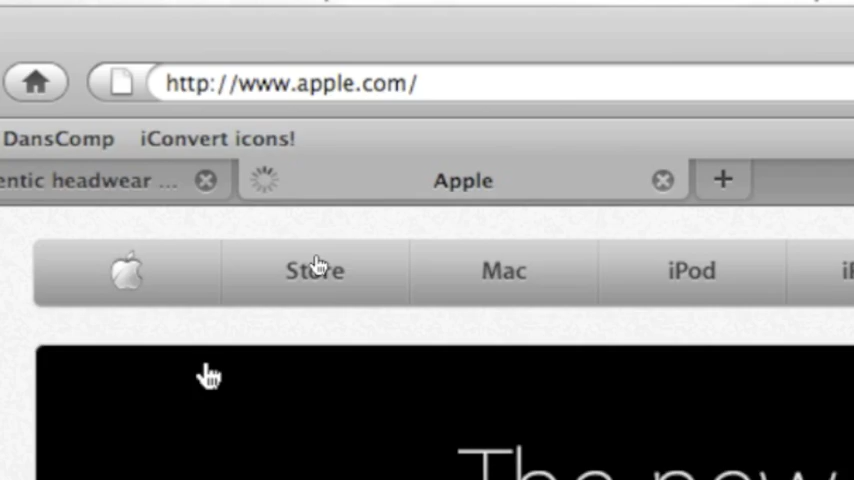 http://www.apple.com/
DansComp iConvert icons!
entic headwear ... Apple
Store Mac iPod
The new